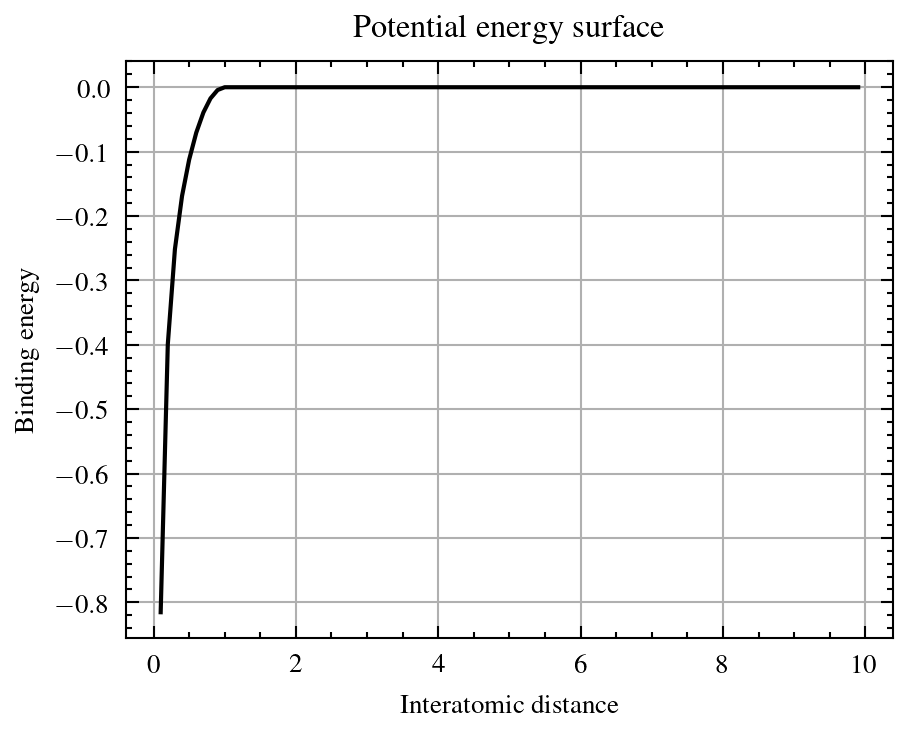 Potential energy surface
0.0
−0.1
−0.2
−0.3
−0.4
−0.5
−0.6
−0.7
−0.8
Binding energy
0 2 4 6 8 10
Interatomic distance